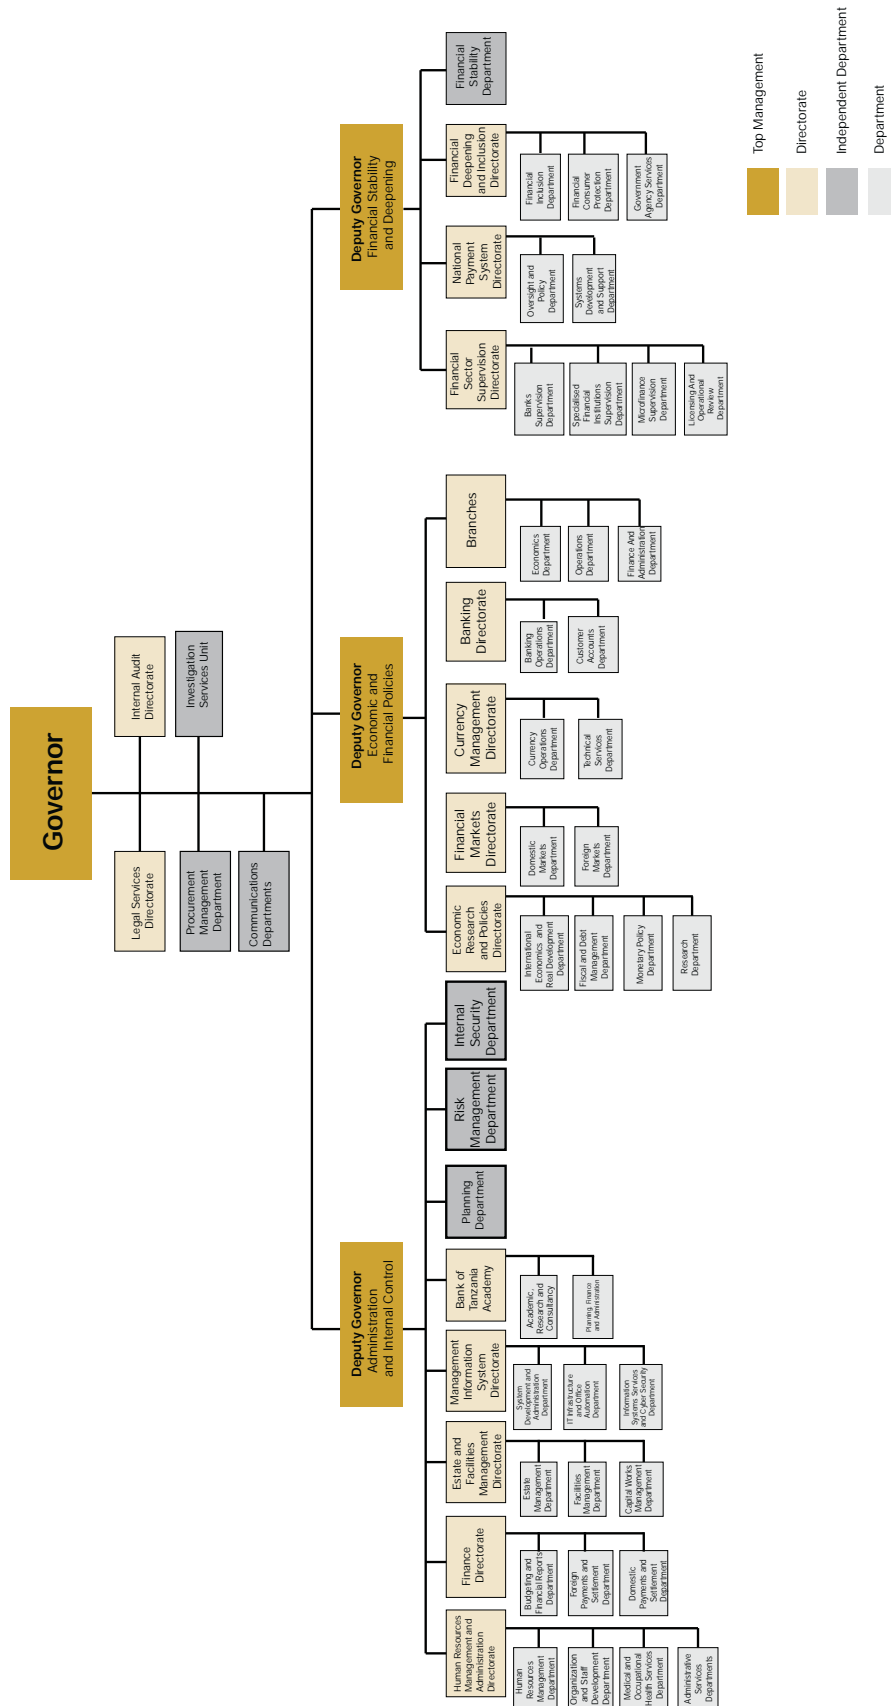 Governor
Legal Services
Directorate
Internal Audit
Directorate
Procurement
Management
Department
Investigation
Services Unit
Communications
Departments
Deputy Governor
Administration
and Internal Control
Deputy Governor
Economic and
Financial Policies
Deputy Governor
Financial Stability
and Deepening
Human Resources
Management and
Administration
Directorate
Human
Resources
Management
Department
Organization
and Staff
Development
Department
Medical and
Occupational
Health Services
Department
Administrative
Services
Departments
Finance
Directorate
Budgeting and
Financial Reports
Department
Foreign
Payments and
Settlement
Department
Domestic
Payments and
Settlement
Department
Estate and
Facilities
Management
Directorate
Estate
Management
Department
Facilities
Management
Department
Capital Works
Management
Department
Management
Information
System
Directorate
System
Development and
Administration
Department
IT Infrastructure
and Office
Automation
Department
Information
Systems Services
and Cyber Security
Department
Bank of
Tanzania
Academy
Academic,
Research and
Consultancy
Planning, Finance
and Administration
Planning
Department
Risk
Management
Department
Internal
Security
Department
Economic
Research
and Policies
Directorate
International
Economics and
Real Development
Department
Fiscal and Debt
Management
Department
Monetary Policy
Department
Research
Department
Financial
Markets
Directorate
Domestic
Markets
Department
Foreign
Markets
Department
Currency
Management
Directorate
Currency
Operations
Department
Technical
Services
Department
Banking
Directorate
Banking
Operations
Department
Customer
Accounts
Department
Branches
Economics
Department
Operations
Department
Finance And
Administration
Department
Financial
Sector
Supervision
Directorate
Banks
Supervision
Department
Specialised
Financial
Institutions
Supervision
Department
Microfinance
Supervision
Department
Licensing And
Operational
Review
Department
National
Payment
System
Directorate
Oversight and
Policy
Department
Systems
Development
and Support
Department
Financial
Deepening
and Inclusion
Directorate
Financial
Inclusion
Department
Financial
Consumer
Protection
Department
Government
Agency Services
Department
Financial
Stability
Department
Top Management
Directorate
Independent Department
Department